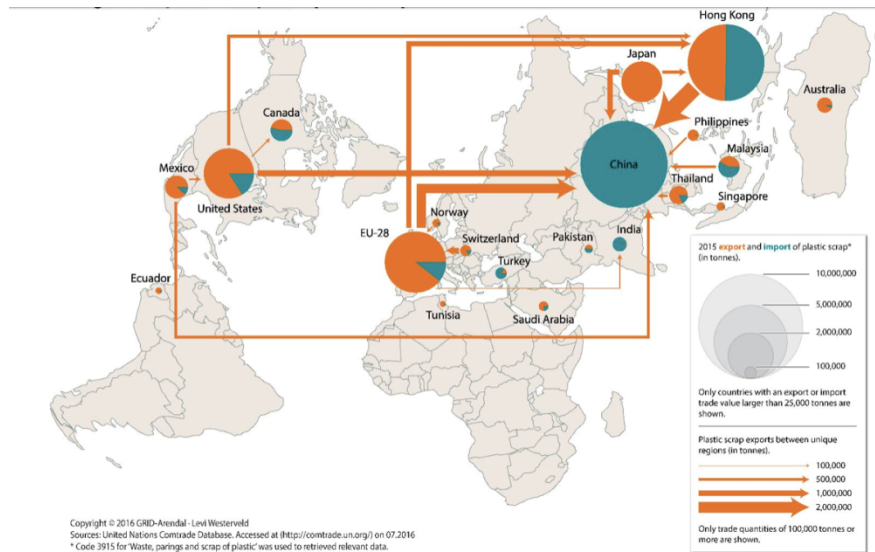 Hong Kong
Japan
Australia
Canada
Philippines
Malaysia
Mexico
China
Thailand
Singapore
United States
Norway
EU-28
Switzerland
Pakistan
India
Turkey
Ecuador
Tunisia
Saudi Arabia
2015 export and import of plastic scrap*
(in tonnes).
10,000,000
5,000,000
2,000,000
100,000
Only countries with an export or import
trade value larger than 25,000 tonnes are
shown.
Plastic scrap exports between unique
regions (in tonnes).
100,000
500,000
1,000,000
2,000,000
Only trade quantities of 100,000 tonnes or
more are shown.
Copyright © 2016 GRID-Arendal - Levi Westerveld
Sources: United Nations Comtrade Database. Accessed at (http://comtrade.un.org/) on 07.2016
* Code 3915 for 'Waste, parings and scrap of plastic' was used to retrieved relevant data.